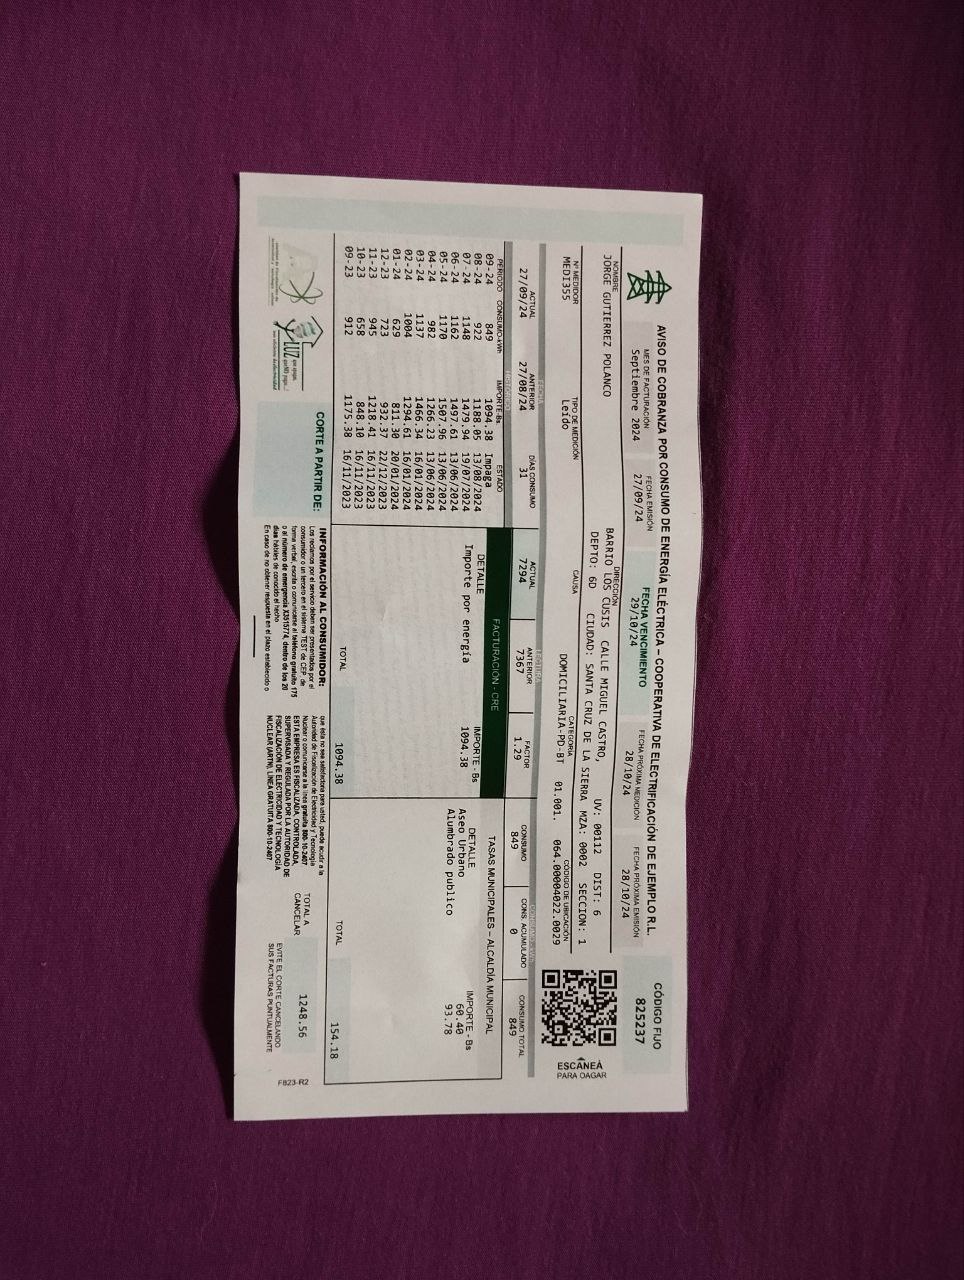 AVISO DE COBRANZA POR CONSUMO DE ENERGÍA ELÉCTRICA – COOPERATIVA DE ELECTRIFICACIÓN DE EJEMPLO R.L.
CÓDIGO FIJO
825237
MES DE FACTURACIÓN
Septiembre 2024
FECHA EMISIÓN
27/09/24
FECHA VENCIMIENTO
29/10/24
FECHA PRÓXIMA MEDICIÓN
28/10/24
FECHA PRÓXIMA EMISIÓN
28/10/24
NOMBRE
JORGE GUTIERREZ POLANCO
DIRECCIÓN
BARRIO LOS CUSIS CALLE MIGUEL CASTRO, UV: 00112 DIST: 6
DEPTO: 6D CIUDAD: SANTA CRUZ DE LA SIERRA MZA: 0002 SECCION: 1
Nº MEDIDOR
MEDI355
TIPO DE MEDICIÓN
Leído
CAUSA
CATEGORÍA
DOMICILIARIA-PD-BT
CÓDIGO DE UBICACIÓN
01.001. 064.00004022.0029
ESCANEA
PARA OAGAR
FECHA
LECTURA
ACTUAL
27/09/24
ANTERIOR
27/08/24
DÍAS CONSUMO
31
ACTUAL
7294
ANTERIOR
7367
FACTOR
1.29
CONSUMO
849
CONS. ACUMULADO
0
CONSUMO TOTAL
849
HISTORICO
PERIODO CONSUMO-kWh IMPORTE-Bs ESTADO
09-24 849 1094.38 Impaga
08-24 922 1188.05 13/08/2024
07-24 1148 1479.94 19/07/2024
06-24 1162 1497.61 13/06/2024
05-24 1170 1507.96 13/06/2024
04-24 982 1266.23 13/06/2024
03-24 1137 1466.34 16/01/2024
02-24 1004 1294.61 16/01/2024
01-24 629 811.30 20/01/2024
12-23 723 932.37 22/12/2023
11-23 945 1218.41 16/11/2023
10-23 658 848.10 16/11/2023
09-23 912 1175.38 16/11/2023
FACTURACION - CRE
DETALLE IMPORTE - Bs
Importe por energía 1094.38
TOTAL 1094.38
TASAS MUNICIPALES – ALCALDÍA MUNICIPAL
DETALLE IMPORTE - Bs
Aseo Urbano 60.40
Alumbrado publico 93.78
TOTAL 154.18
LUZ
CORTE A PARTIR DE:
INFORMACIÓN AL CONSUMIDOR:
Los reclamos por el servicio deben ser presentados por el
consumidor o un tercero en el sistema TEST de CEP, de
forma verbal, escrita o comunicarse al teléfono gratuito 175
o al número de emergencia X3515774, dentro de los 20
días hábiles de conocido el hecho
En caso de no obtener respuesta en el plazo establecido o
que ésta no sea satisfactoria para usted, puede acudir a la
Autoridad de Fiscalización de Electricidad y Tecnología
Nuclear o comunicarse a la línea gratuita 800-10-2407
ESTA EMPRESA ES FISCALIZADA, CONTROLADA,
SUPERVISADA Y REGULADA POR LA AUTORIDAD DE
FISCALIZACIÓN DE ELECTRICIDAD Y TECNOLOGÍA
NUCLEAR (AETN), LINEA GRATUITA 800-10-2407
TOTAL A
CANCELAR
1248.56
EVITE EL CORTE CANCELANDO
SUS FACTURAS PUNTUALMENTE
F823-R2